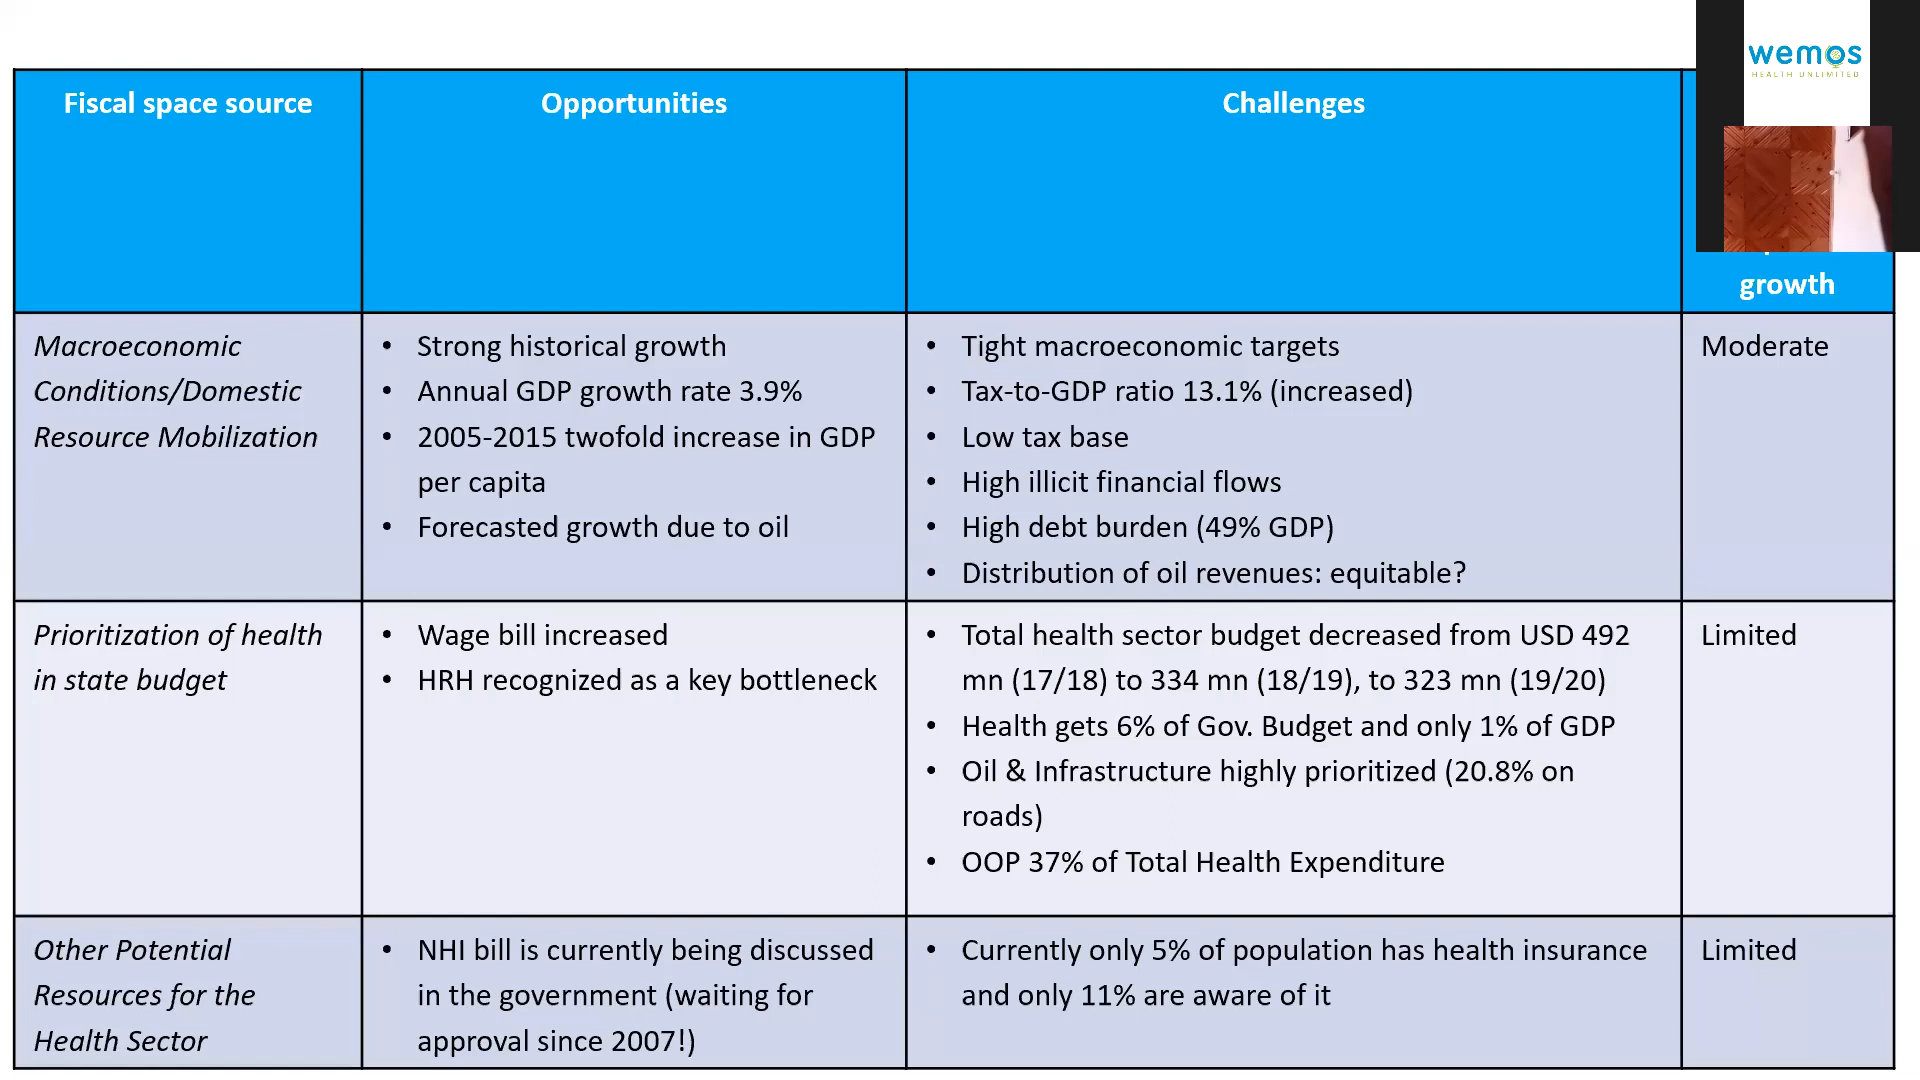 wemos
HEALTH UNLIMITED
Fiscal space source
Opportunities
Challenges
growth
Macroeconomic
Conditions/Domestic
Resource Mobilization
• Strong historical growth
• Annual GDP growth rate 3.9%
• 2005-2015 twofold increase in GDP
per capita
• Forecasted growth due to oil
• Tight macroeconomic targets
• Tax-to-GDP ratio 13.1% (increased)
• Low tax base
• High illicit financial flows
• High debt burden (49% GDP)
• Distribution of oil revenues: equitable?
Moderate
Prioritization of health
in state budget
• Wage bill increased
• HRH recognized as a key bottleneck
• Total health sector budget decreased from USD 492
mn (17/18) to 334 mn (18/19), to 323 mn (19/20)
• Health gets 6% of Gov. Budget and only 1% of GDP
• Oil & Infrastructure highly prioritized (20.8% on
roads)
• OOP 37% of Total Health Expenditure
Limited
Other Potential
Resources for the
Health Sector
• NHI bill is currently being discussed
in the government (waiting for
approval since 2007!)
• Currently only 5% of population has health insurance
and only 11% are aware of it
Limited